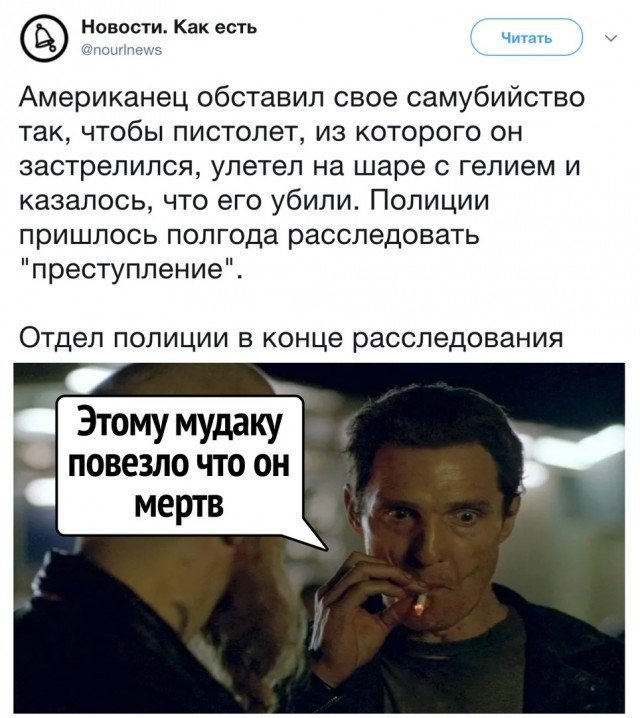 Новости. Как есть
@nourlnews
Читать
Американец обставил свое самубийство
так, чтобы пистолет, из которого он
застрелился, улетел на шаре с гелием и
казалось, что его убили. Полиции
пришлось полгода расследовать
"преступление".
Отдел полиции в конце расследования
Этому мудаку
повезло что он
мертв